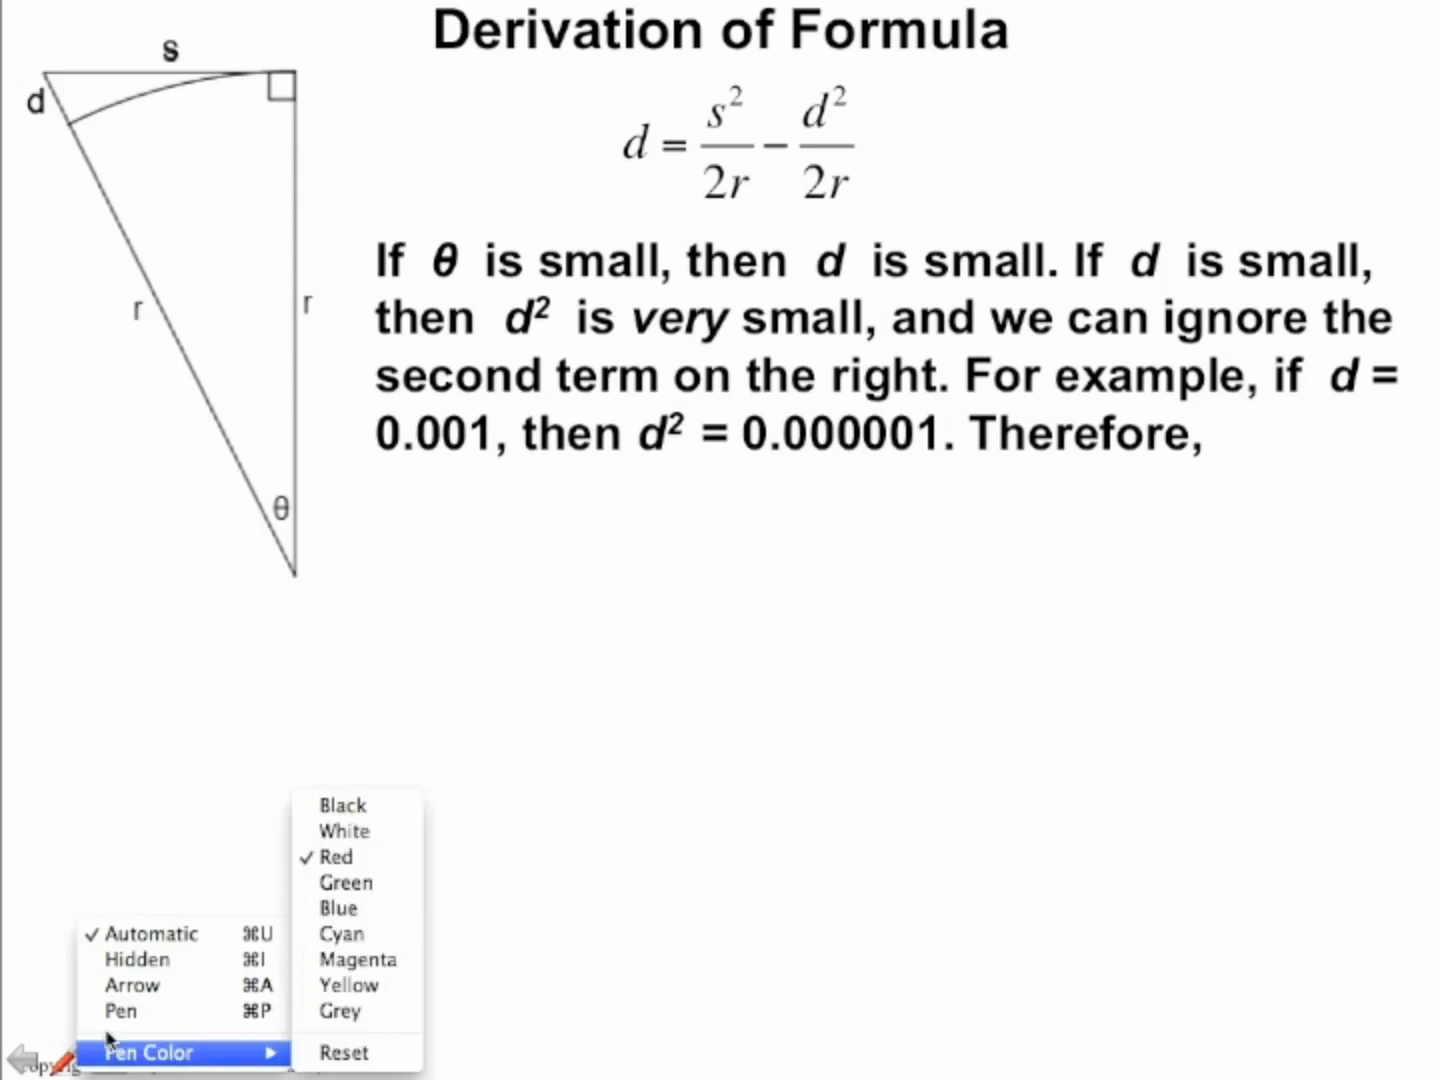 Derivation of Formula
s
d
r
r
θ
d = s²/2r − d²/2r
If θ is small, then d is small. If d is small,
then d² is very small, and we can ignore the
second term on the right. For example, if d =
0.001, then d² = 0.000001. Therefore,
✓ Automatic ⌘U
Hidden ⌘I
Arrow ⌘A
Pen ⌘P
Pen Color ▶
Black
White
✓ Red
Green
Blue
Cyan
Magenta
Yellow
Grey
Reset